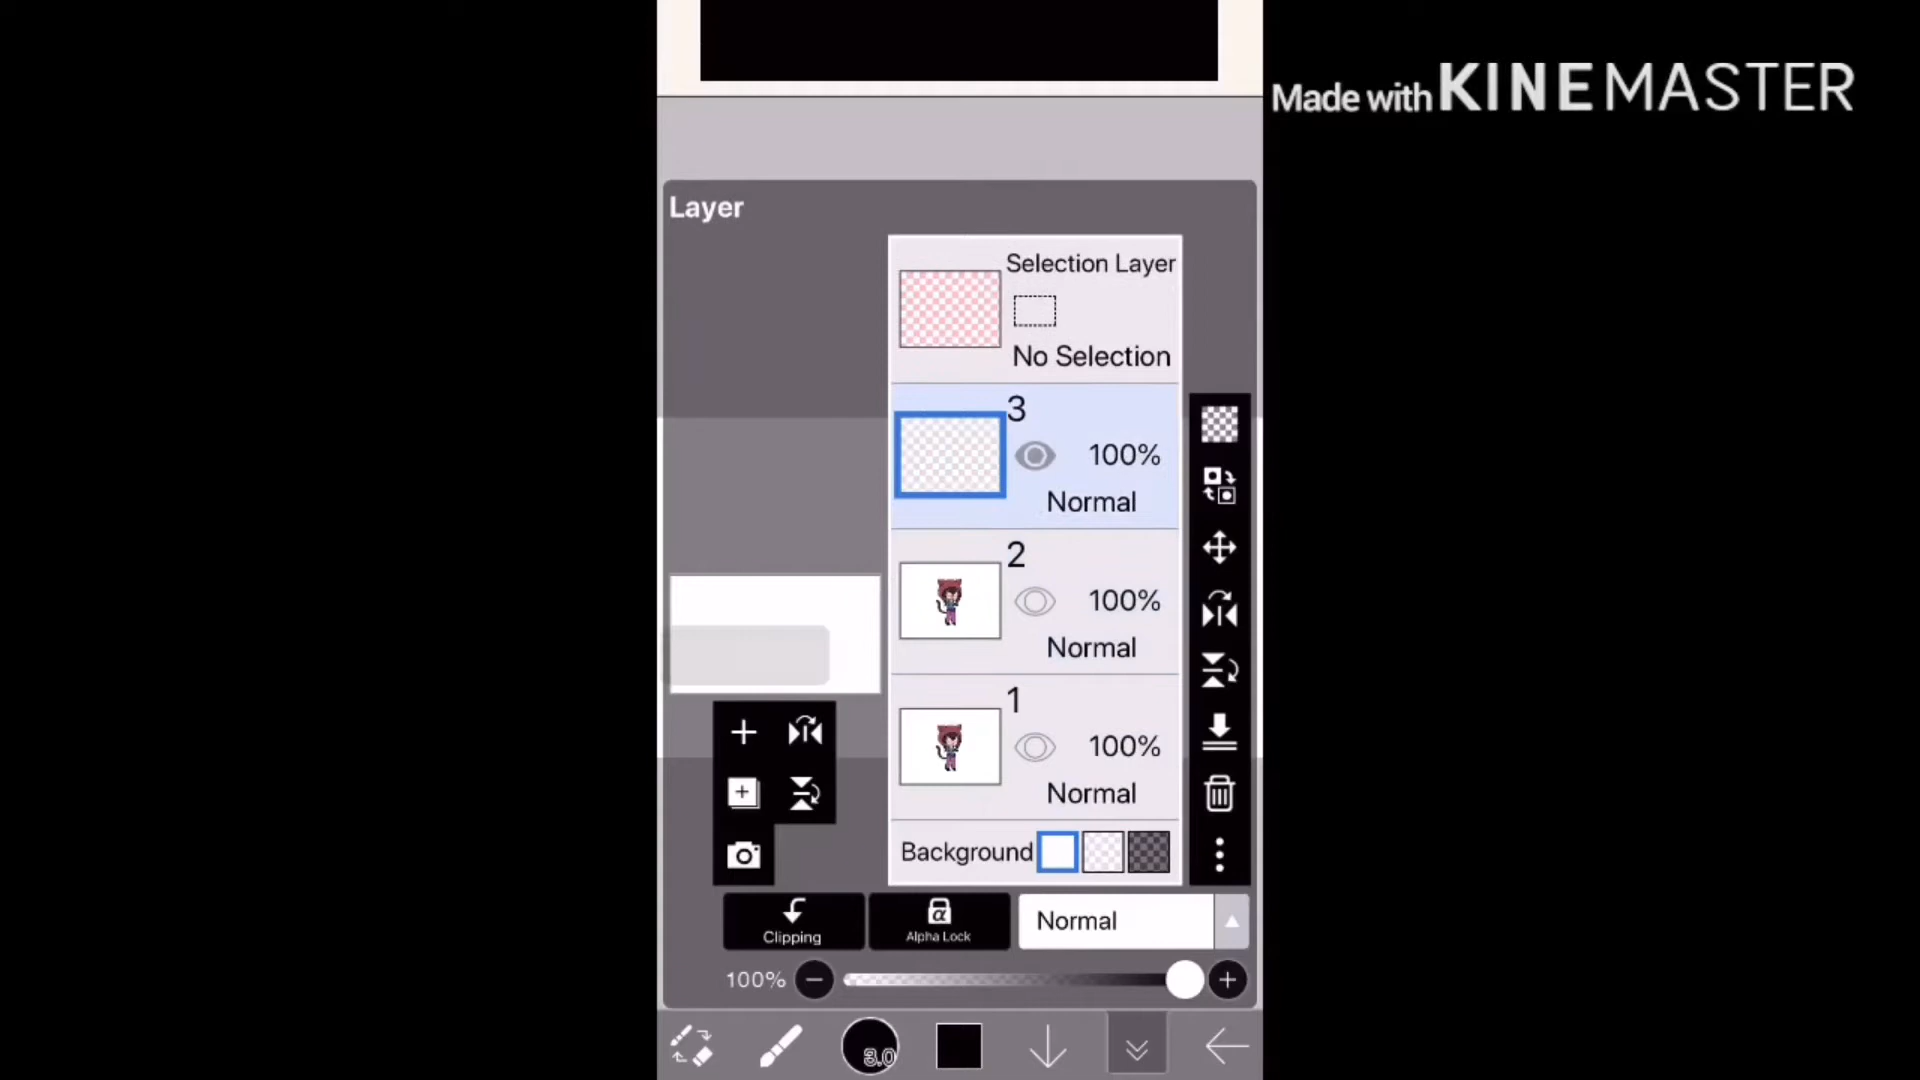 Made with KINEMASTER
Layer
Selection Layer
No Selection
3
100%
Normal
2
100%
Normal
1
100%
Normal
Background
Clipping
α
Alpha Lock
Normal
100%
3.0